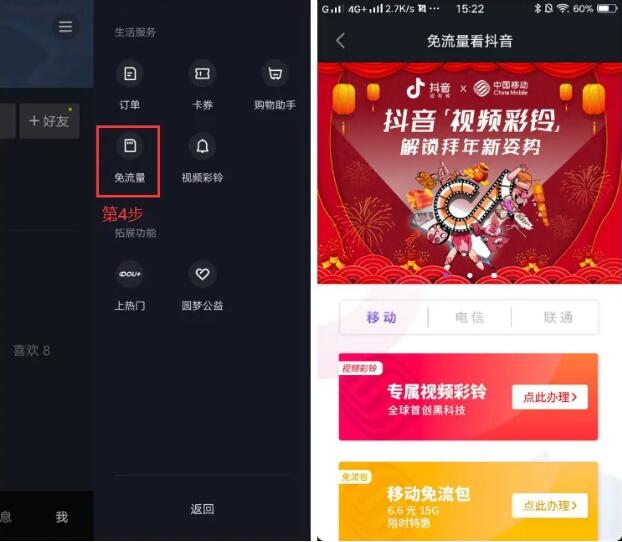 生活服务
订单
卡券
购物助手
+好友
免流量
视频彩铃
第4步
拓展功能
DOU+
上热门
圆梦公益
喜欢 8
息
我
返回
G 4G+ 2.7K/s ... 15:22 60%
免流量看抖音
抖音 x 中国移动
China Mobile
抖音「视频彩铃」
解锁拜年新姿势
移动 电信 联通
视频彩铃
专属视频彩铃
全球首创黑科技
点此办理>
免流包
移动免流包
6.6 元 15G
限时特惠
点此办理>